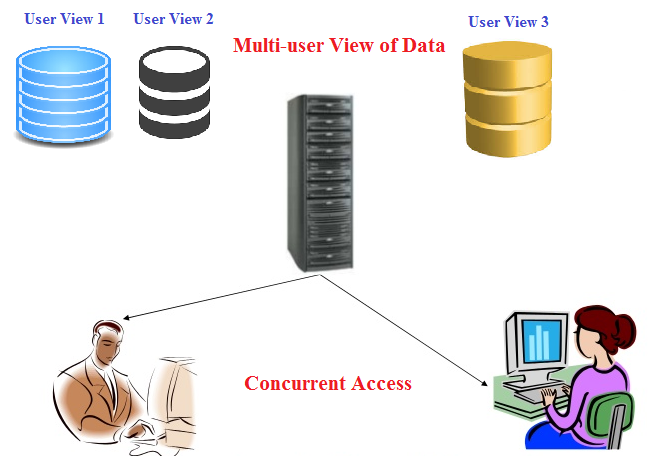 User View 1
User View 2
User View 3
Multi-user View of Data
Concurrent Access